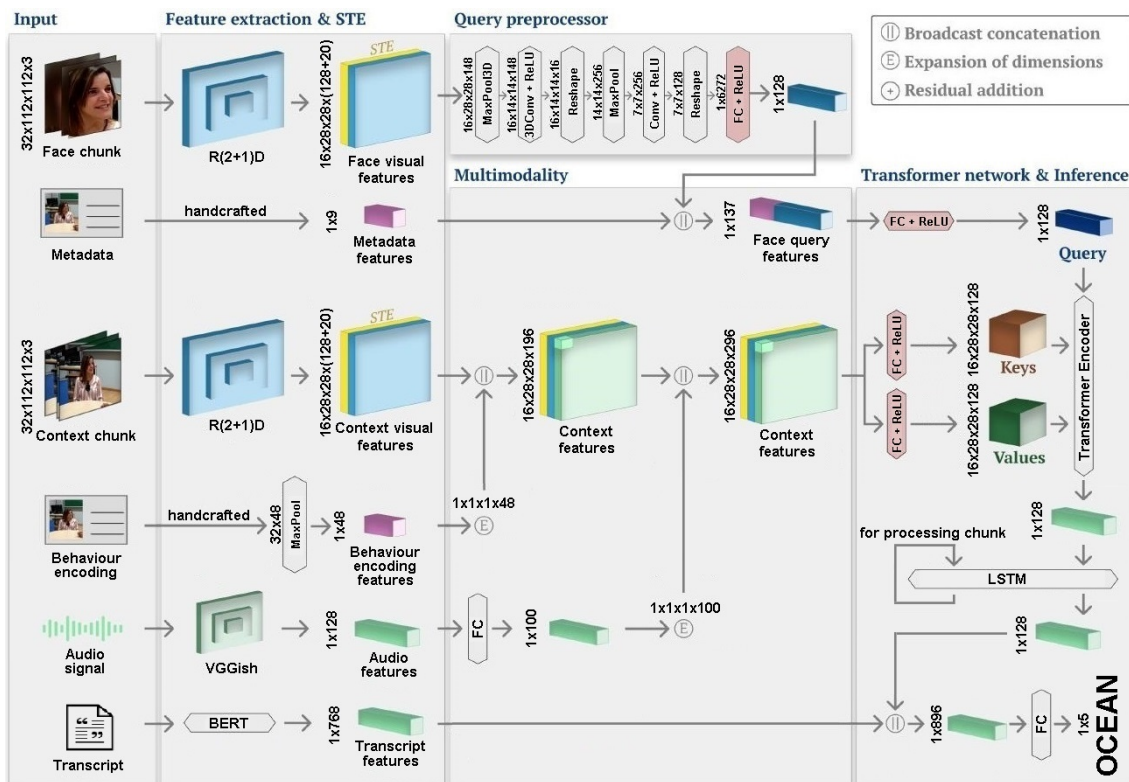 Input
Feature extraction & STE
Query preprocessor
|| Broadcast concatenation
E Expansion of dimensions
+ Residual addition
32x112x112x3
Face chunk
R(2+1)D
16x28x28x(128+20)
STE
Face visual
features
16x28x28x148
MaxPool3D
16x14x14x148
3DConv + ReLU
16x14x14x16
Reshape
14x14x256
MaxPool
7x7x256
Conv + ReLU
7x7x128
Reshape
1x6272
FC + ReLU
1x128
Multimodality
Transformer network & Inference
Metadata
handcrafted
1x9
Metadata
features
||
1x137
Face query
features
FC + ReLU
1x128
Query
32x112x112x3
Context chunk
R(2+1)D
16x28x28x(128+20)
STE
Context visual
features
||
16x28x28x196
Context
features
||
16x28x28x296
Context
features
FC + ReLU
16x28x28x128
Keys
FC + ReLU
16x28x28x128
Values
Transformer Encoder
Behaviour
encoding
handcrafted
32x48
MaxPool
1x48
Behaviour
encoding
features
E
1x1x1x48
1x128
for processing chunk
LSTM
1x128
Audio
signal
VGGish
1x128
Audio
features
FC
1x100
E
1x1x1x100
Transcript
BERT
1x768
Transcript
features
||
1x896
FC
1x5
OCEAN